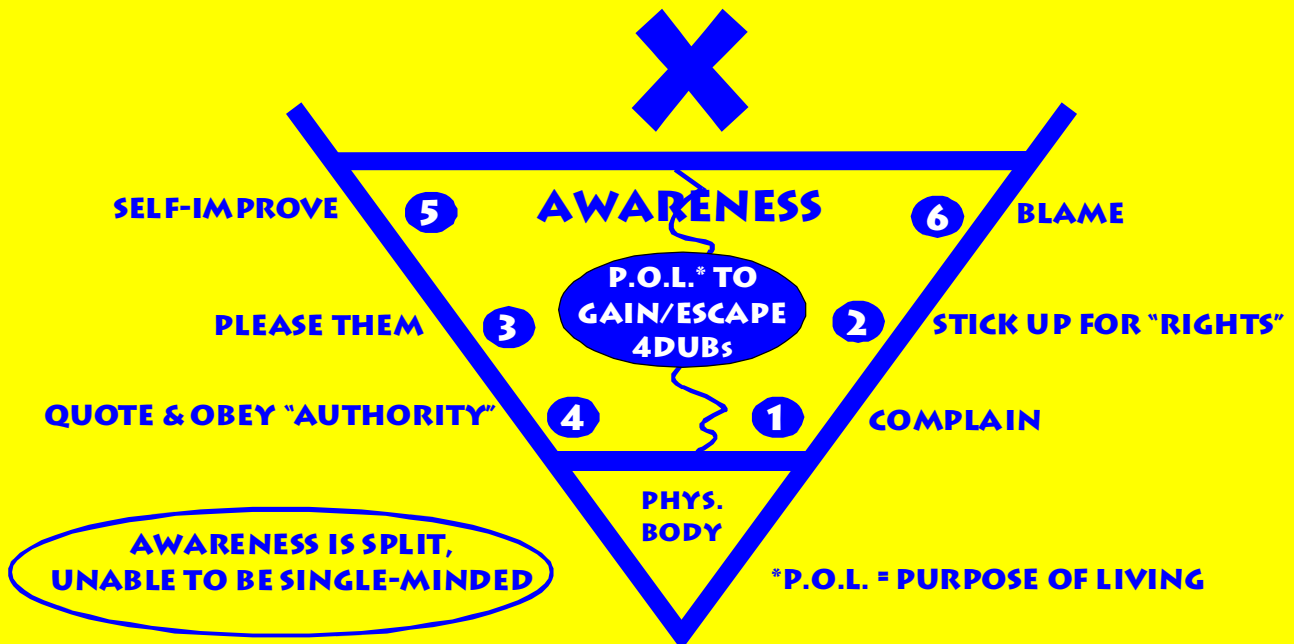 AWARENESS
SELF-IMPROVE 5 6 BLAME
P.O.L.* TO
GAIN/ESCAPE
4DUBs
PLEASE THEM 3 2 STICK UP FOR "RIGHTS"
QUOTE & OBEY "AUTHORITY" 4 1 COMPLAIN
PHYS.
BODY
AWARENESS IS SPLIT,
UNABLE TO BE SINGLE-MINDED
*P.O.L. = PURPOSE OF LIVING